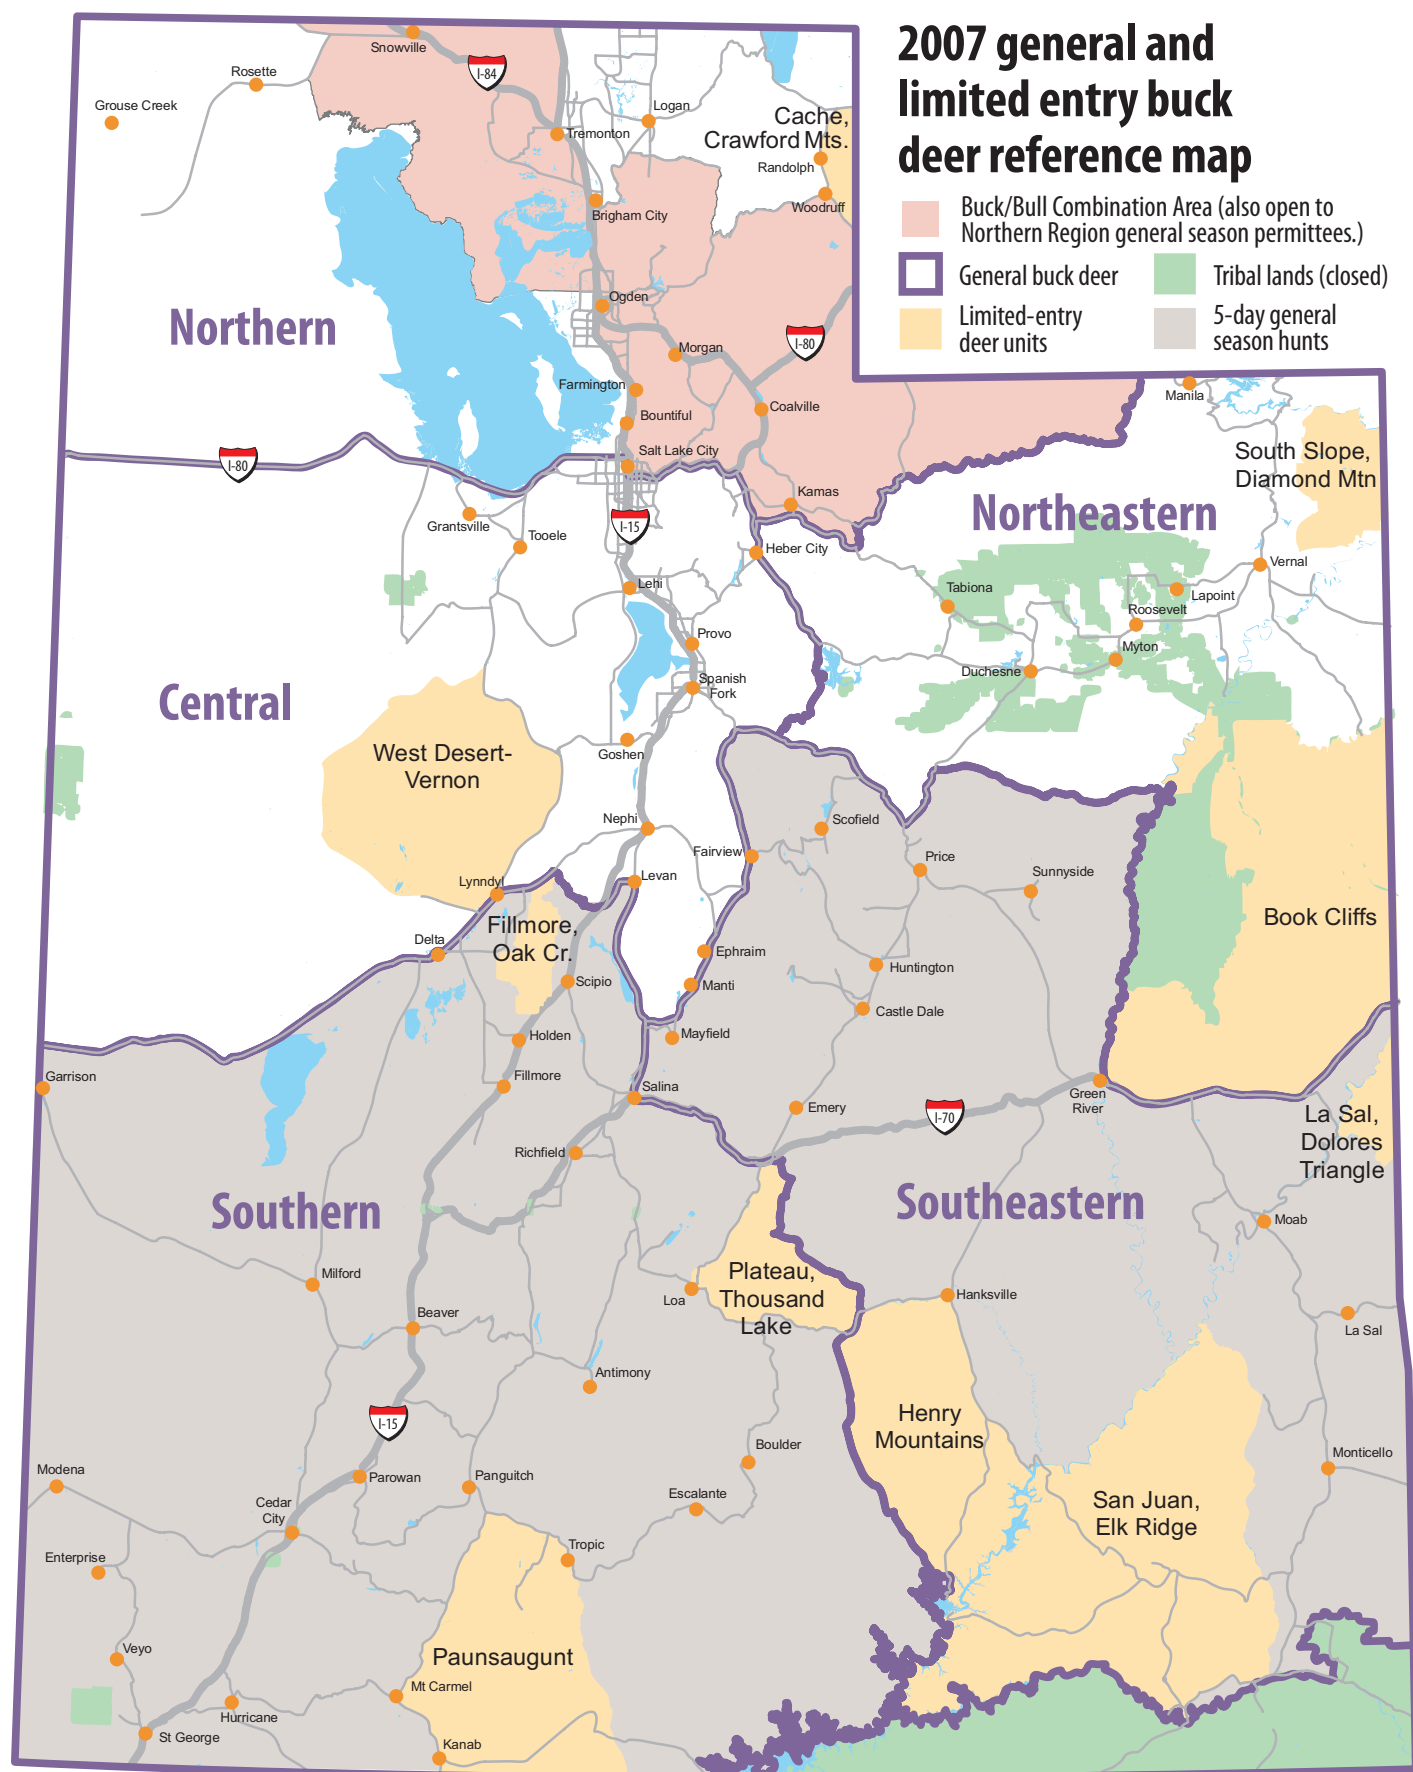 2007 general and
limited entry buck
deer reference map
Buck/Bull Combination Area (also open to
Northern Region general season permittees.)
General buck deer
Tribal lands (closed)
Limited-entry
deer units
5-day general
season hunts
Snowville
I-84
Rosette
Grouse Creek
Logan
Tremonton
Cache,
Crawford Mts.
Randolph
Woodruff
Brigham City
Northern
Ogden
Morgan
I-80
Farmington
Bountiful
Coalville
Manila
Salt Lake City
I-80
South Slope,
Diamond Mtn
Kamas
Northeastern
Grantsville
I-15
Tooele
Heber City
Vernal
Lehi
Tabiona
Lapoint
Roosevelt
Provo
Myton
Duchesne
Spanish
Fork
Central
West Desert-
Vernon
Goshen
Nephi
Scofield
Fairview
Price
Sunnyside
Levan
Lynndyl
Fillmore,
Oak Cr.
Book Cliffs
Delta
Ephraim
Huntington
Scipio
Manti
Castle Dale
Holden
Mayfield
Garrison
Fillmore
Salina
Green
River
Emery
I-70
La Sal,
Dolores
Triangle
Richfield
Southern
Southeastern
Moab
Milford
Plateau,
Thousand
Lake
Loa
Hanksville
Beaver
La Sal
Antimony
I-15
Henry
Mountains
Boulder
Monticello
Modena
Parowan
Panguitch
Escalante
San Juan,
Elk Ridge
Cedar
City
Tropic
Enterprise
Veyo
Paunsaugunt
Mt Carmel
Hurricane
St George
Kanab